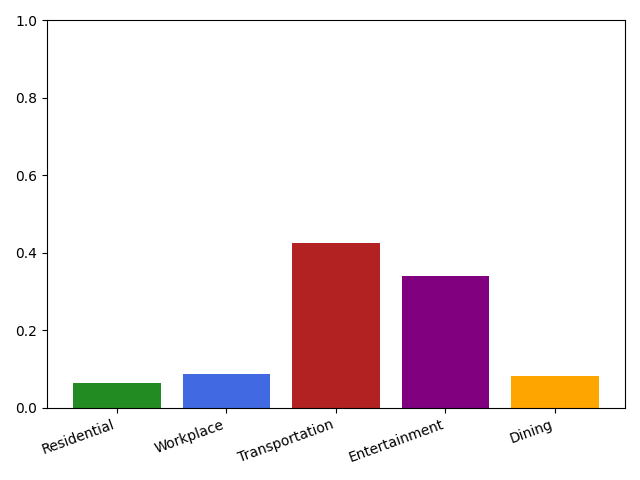 1.0
0.8
0.6
0.4
0.2
0.0
Residential
Workplace
Transportation
Entertainment
Dining